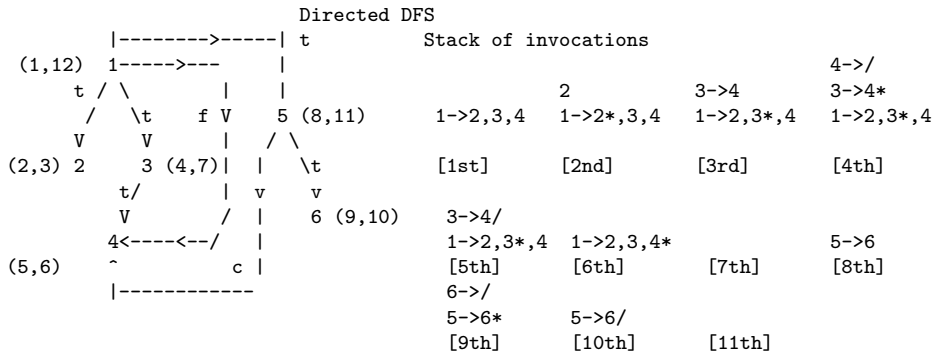 Directed DFS
            |-------->-----| t              Stack of invocations
 (1,12)  1----->---       |                                                  4->/
       t / \         |      |                     2              3->4           3->4*
        /   \t     f V      5 (8,11)      1->2,3,4   1->2*,3,4   1->2,3*,4   1->2,3*,4
       V     V       |     / \
(2,3) 2      3 (4,7)|  |    \t            [1st]       [2nd]       [3rd]       [4th]
           t/        |  v     v
           V        /   |     6 (9,10)    3->4/
          4<----<--/    |                 1->2,3*,4  1->2,3,4*               5->6
(5,6)     ^           c |                 [5th]       [6th]       [7th]       [8th]
          |------------                   6->/
                                          5->6*       5->6/
                                          [9th]       [10th]      [11th]